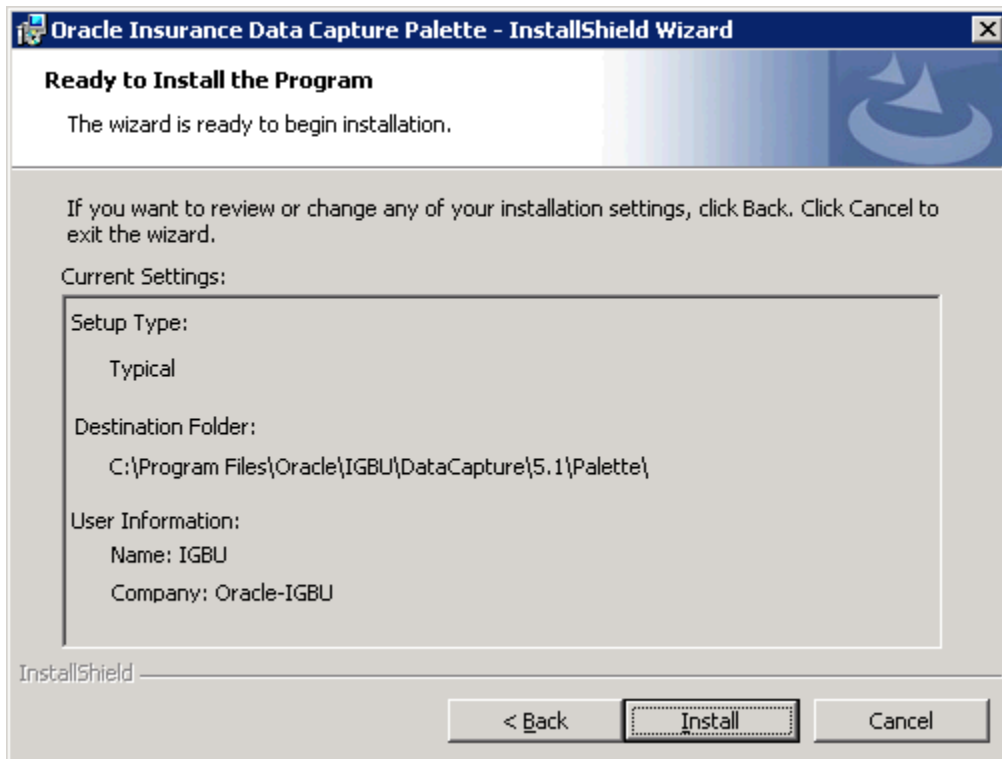 Oracle Insurance Data Capture Palette - InstallShield Wizard
Ready to Install the Program
The wizard is ready to begin installation.
If you want to review or change any of your installation settings, click Back. Click Cancel to
exit the wizard.
Current Settings:
Setup Type:
Typical
Destination Folder:
C:\Program Files\Oracle\IGBU\DataCapture\5.1\Palette\
User Information:
Name: IGBU
Company: Oracle-IGBU
InstallShield
< Back
Install
Cancel